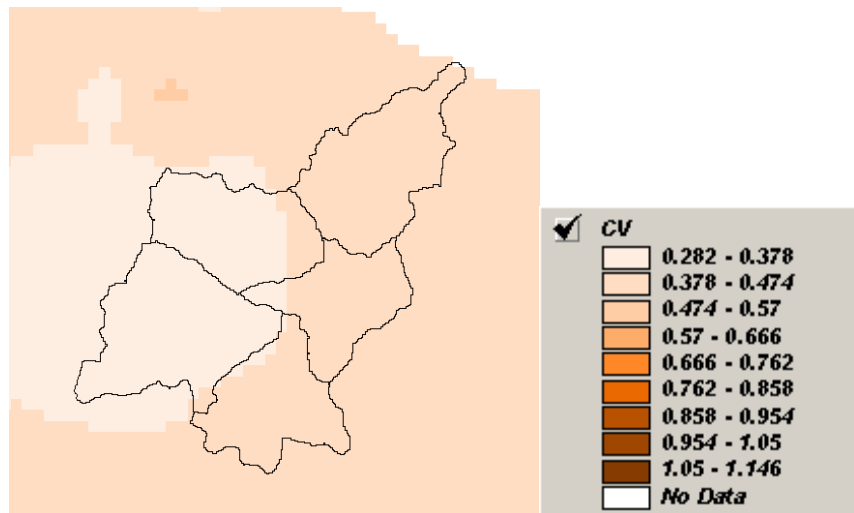 CV
0.282 - 0.378
0.378 - 0.474
0.474 - 0.57
0.57 - 0.666
0.666 - 0.762
0.762 - 0.858
0.858 - 0.954
0.954 - 1.05
1.05 - 1.146
No Data